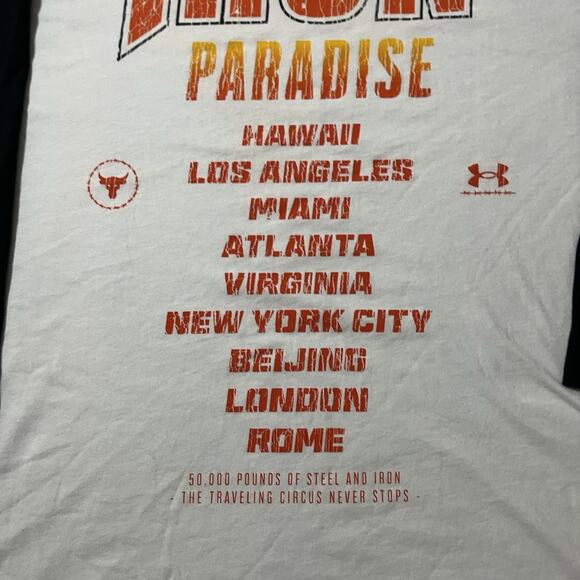 IRON
PARADISE
HAWAII
LOS ANGELES
MIAMI
ATLANTA
VIRGINIA
NEW YORK CITY
BEIJING
LONDON
ROME
50,000 POUNDS OF STEEL AND IRON
- THE TRAVELING CIRCUS NEVER STOPS -